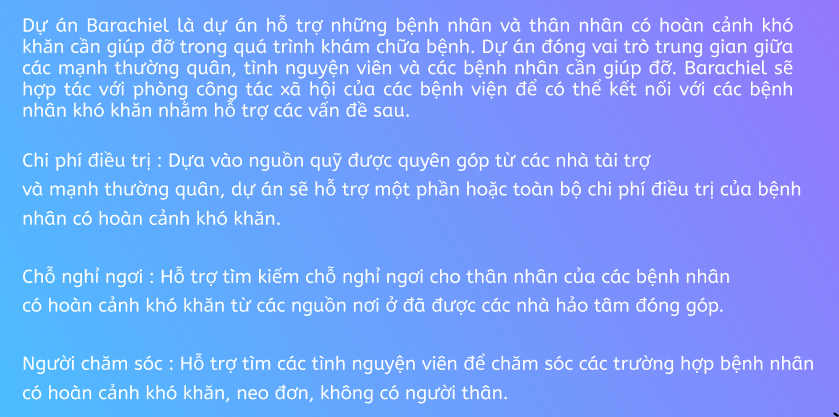 Dự án Barachiel là dự án hỗ trợ những bệnh nhân và thân nhân có hoàn cảnh khó
khăn cần giúp đỡ trong quá trình khám chữa bệnh. Dự án đóng vai trò trung gian giữa
các mạnh thường quân, tình nguyện viên và các bệnh nhân cần giúp đỡ. Barachiel sẽ
hợp tác với phòng công tác xã hội của các bệnh viện để có thể kết nối với các bệnh
nhân khó khăn nhằm hỗ trợ các vấn đề sau.
Chi phí điều trị : Dựa vào nguồn quỹ được quyên góp từ các nhà tài trợ
và mạnh thường quân, dự án sẽ hỗ trợ một phần hoặc toàn bộ chi phí điều trị của bệnh
nhân có hoàn cảnh khó khăn.
Chỗ nghỉ ngơi : Hỗ trợ tìm kiếm chỗ nghỉ ngơi cho thân nhân của các bệnh nhân
có hoàn cảnh khó khăn từ các nguồn nơi ở đã được các nhà hảo tâm đóng góp.
Người chăm sóc : Hỗ trợ tìm các tình nguyện viên để chăm sóc các trường hợp bệnh nhân
có hoàn cảnh khó khăn, neo đơn, không có người thân.